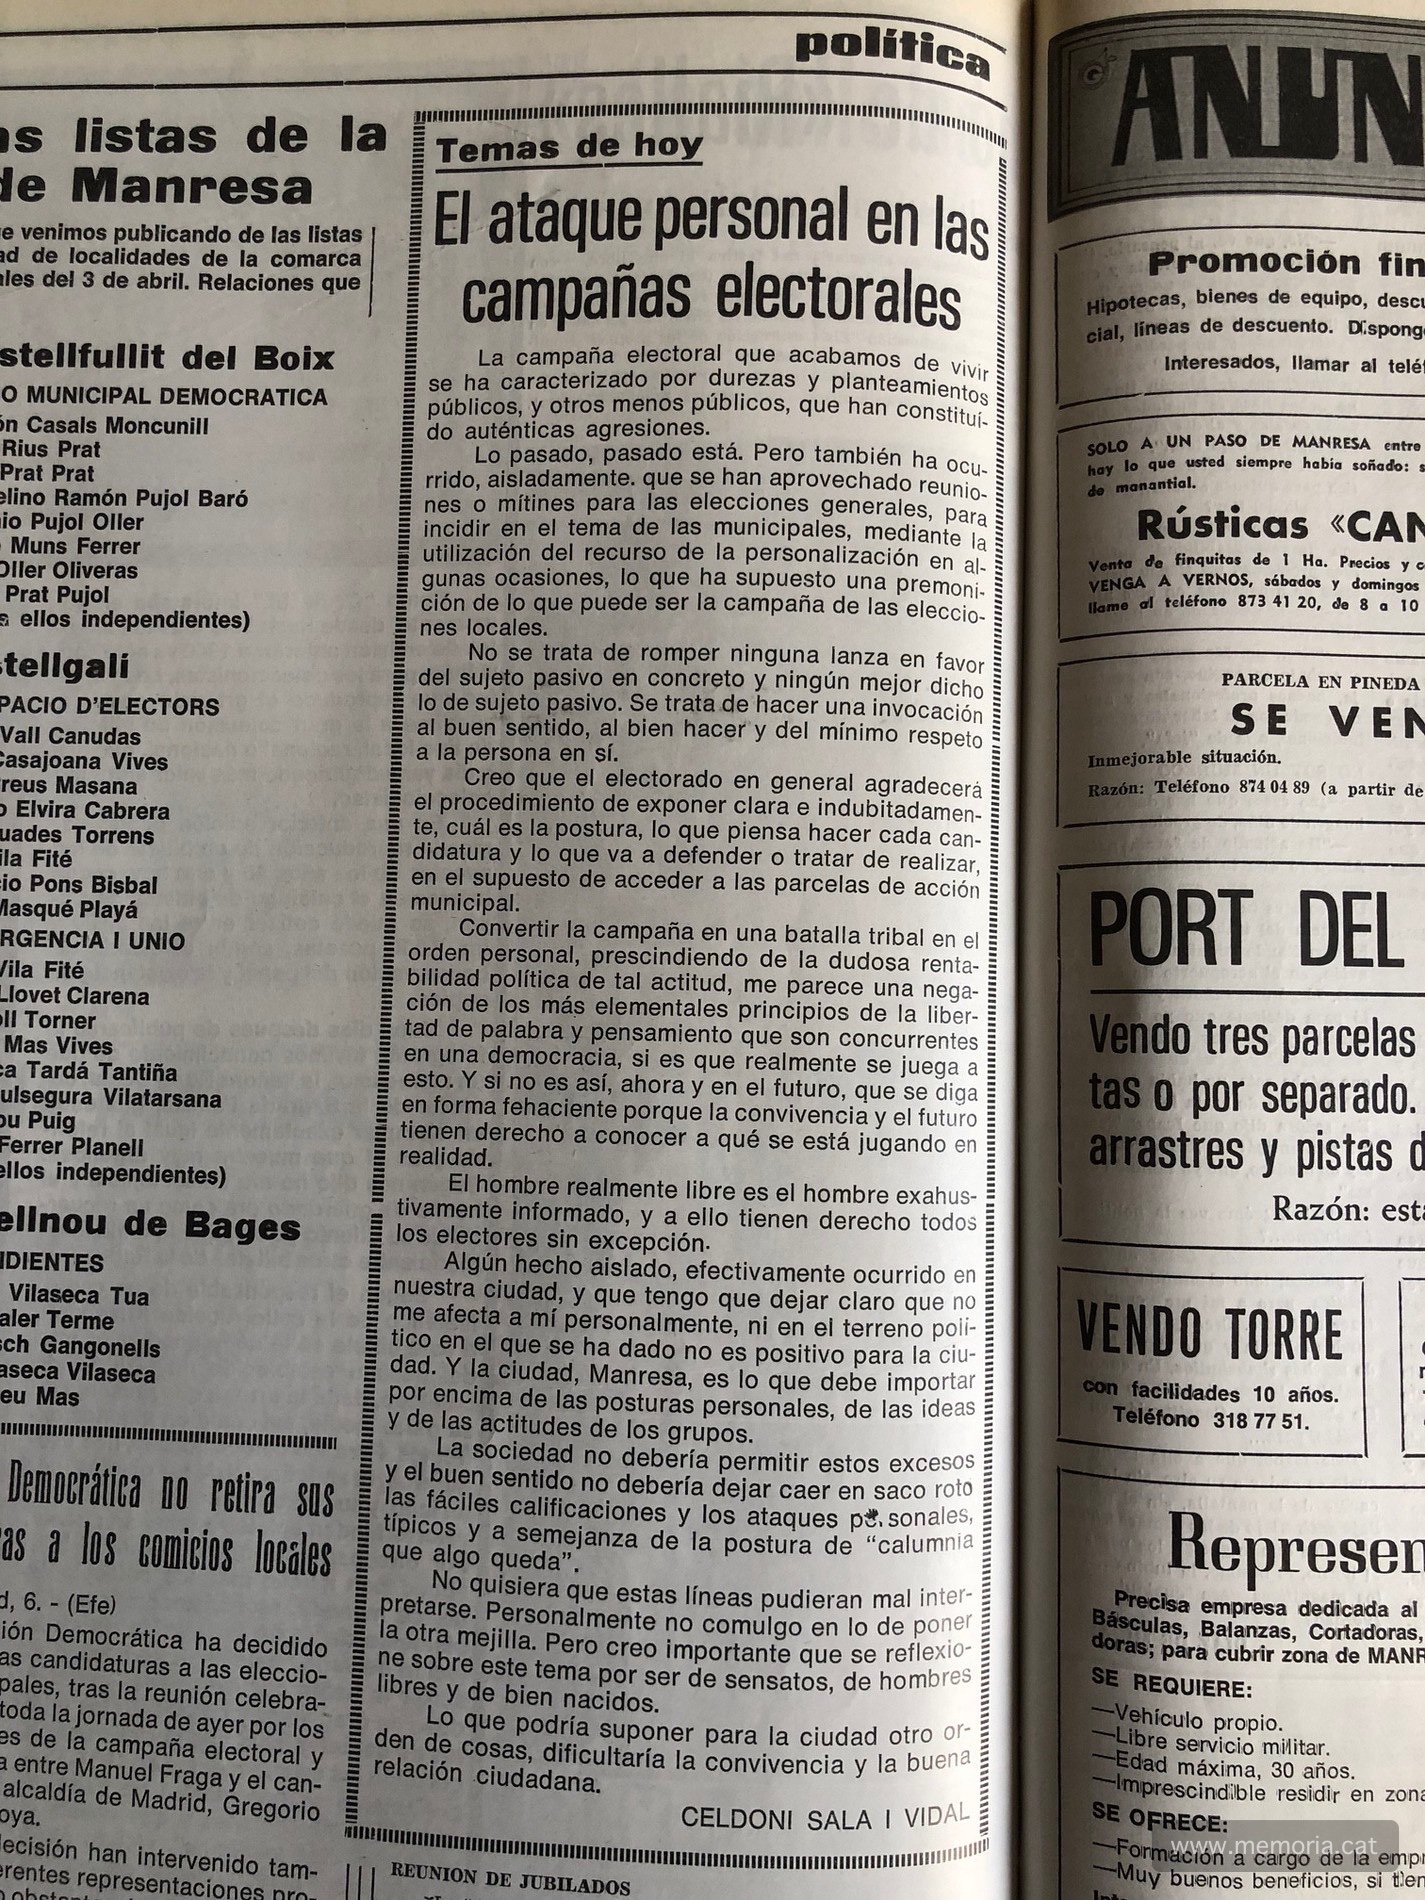 política
as listas de la
de Manresa
e venimos publicando de las listas
ad de localidades de la comarca
ales del 3 de abril. Relaciones que
stellfullit del Boix
O MUNICIPAL DEMOCRATICA
ón Casals Moncunill
Rius Prat
Prat Prat
elino Ramón Pujol Baró
io Pujol Oller
Muns Ferrer
Oller Oliveras
Prat Pujol
ellos independientes)
stellgalí
PACIO D'ELECTORS
Vall Canudas
Casajoana Vives
reus Masana
o Elvira Cabrera
uades Torrens
ila Fité
cio Pons Bisbal
Masqué Playá
RGENCIA I UNIO
Vila Fité
Llovet Clarena
oll Torner
Mas Vives
ca Tardá Tantiña
ulsegura Vilatarsana
ou Puig
Ferrer Planell
ellos independientes)
ellnou de Bages
NDIENTES
Vilaseca Tua
aler Terme
sch Gangonells
aseca Vilaseca
eu Mas
Democrática no retira sus
as a los comicios locales
d, 6. - (Efe)
ión Democrática ha decidido
as candidaturas a las eleccio-
pales, tras la reunión celebra-
toda la jornada de ayer por los
es de la campaña electoral y
a entre Manuel Fraga y el can-
alcaldía de Madrid, Gregorio
oya.
decisión han intervenido tam-
erentes representaciones pro-
Temas de hoy
El ataque personal en las
campañas electorales
La campaña electoral que acabamos de vivir
se ha caracterizado por durezas y planteamientos
públicos, y otros menos públicos, que han constituí-
do auténticas agresiones.
Lo pasado, pasado está. Pero también ha ocu-
rrido, aisladamente. que se han aprovechado reunio-
nes o mítines para las elecciones generales, para
incidir en el tema de las municipales, mediante la
utilización del recurso de la personalización en al-
gunas ocasiones, lo que ha supuesto una premoni-
ción de lo que puede ser la campaña de las eleccio-
nes locales.
No se trata de romper ninguna lanza en favor
del sujeto pasivo en concreto y ningún mejor dicho
lo de sujeto pasivo. Se trata de hacer una invocación
al buen sentido, al bien hacer y del mínimo respeto
a la persona en sí.
Creo que el electorado en general agradecerá
el procedimiento de exponer clara e indubitadamen-
te, cuál es la postura, lo que piensa hacer cada can-
didatura y lo que va a defender o tratar de realizar,
en el supuesto de acceder a las parcelas de acción
municipal.
Convertir la campaña en una batalla tribal en el
orden personal, prescindiendo de la dudosa renta-
bilidad política de tal actitud, me parece una nega-
ción de los más elementales principios de la liber-
tad de palabra y pensamiento que son concurrentes
en una democracia, si es que realmente se juega a
esto. Y si no es así, ahora y en el futuro, que se diga
en forma fehaciente porque la convivencia y el futuro
tienen derecho a conocer a qué se está jugando en
realidad.
El hombre realmente libre es el hombre exahus-
tivamente informado, y a ello tienen derecho todos
los electores sin excepción.
Algún hecho aislado, efectivamente ocurrido en
nuestra ciudad, y que tengo que dejar claro que no
me afecta a mí personalmente, ni en el terreno polí-
tico en el que se ha dado no es positivo para la ciu-
dad. Y la ciudad, Manresa, es lo que debe importar
por encima de las posturas personales, de las ideas
y de las actitudes de los grupos.
La sociedad no debería permitir estos excesos
y el buen sentido no debería dejar caer en saco roto
las fáciles calificaciones y los ataques pe.sonales,
típicos y a semejanza de la postura de "calumnia
que algo queda".
No quisiera que estas líneas pudieran mal inter-
pretarse. Personalmente no comulgo en lo de poner
la otra mejilla. Pero creo importante que se reflexio-
ne sobre este tema por ser de sensatos, de hombres
libres y de bien nacidos.
Lo que podría suponer para la ciudad otro or-
den de cosas, dificultaría la convivencia y la buena
relación ciudadana.
CELDONI SALA I VIDAL
REUNION DE JUBILADOS
ANUN
Promoción fin
Hipotecas, bienes de equipo, descu
cial, líneas de descuento. Dispong
Interesados, llamar al telé
SOLO A UN PASO DE MANRESA entre
hay lo que usted siempre había soñado: s
de manantial.
Rústicas «CAN
Venta de finquitas de 1 Ha. Precios y c
VENGA A VERNOS, sábados y domingos
llame al teléfono 873 41 20, de 8 a 10
PARCELA EN PINEDA
SE VEN
Inmejorable situación.
Razón: Teléfono 874 04 89 (a partir de
PORT DEL
Vendo tres parcelas
tas o por separado.
arrastres y pistas d
Razón: esta
VENDO TORRE
con facilidades 10 años.
Teléfono 318 77 51.
Represen
Precisa empresa dedicada al
Básculas, Balanzas, Cortadoras,
doras; para cubrir zona de MANR
SE REQUIERE:
—Vehículo propio.
—Libre servicio militar.
—Edad máxima, 30 años.
—Imprescindible residir en zona
SE OFRECE:
—Formación a cargo de la empr
—Muy buenos beneficios, si tien
www.memoria.cat